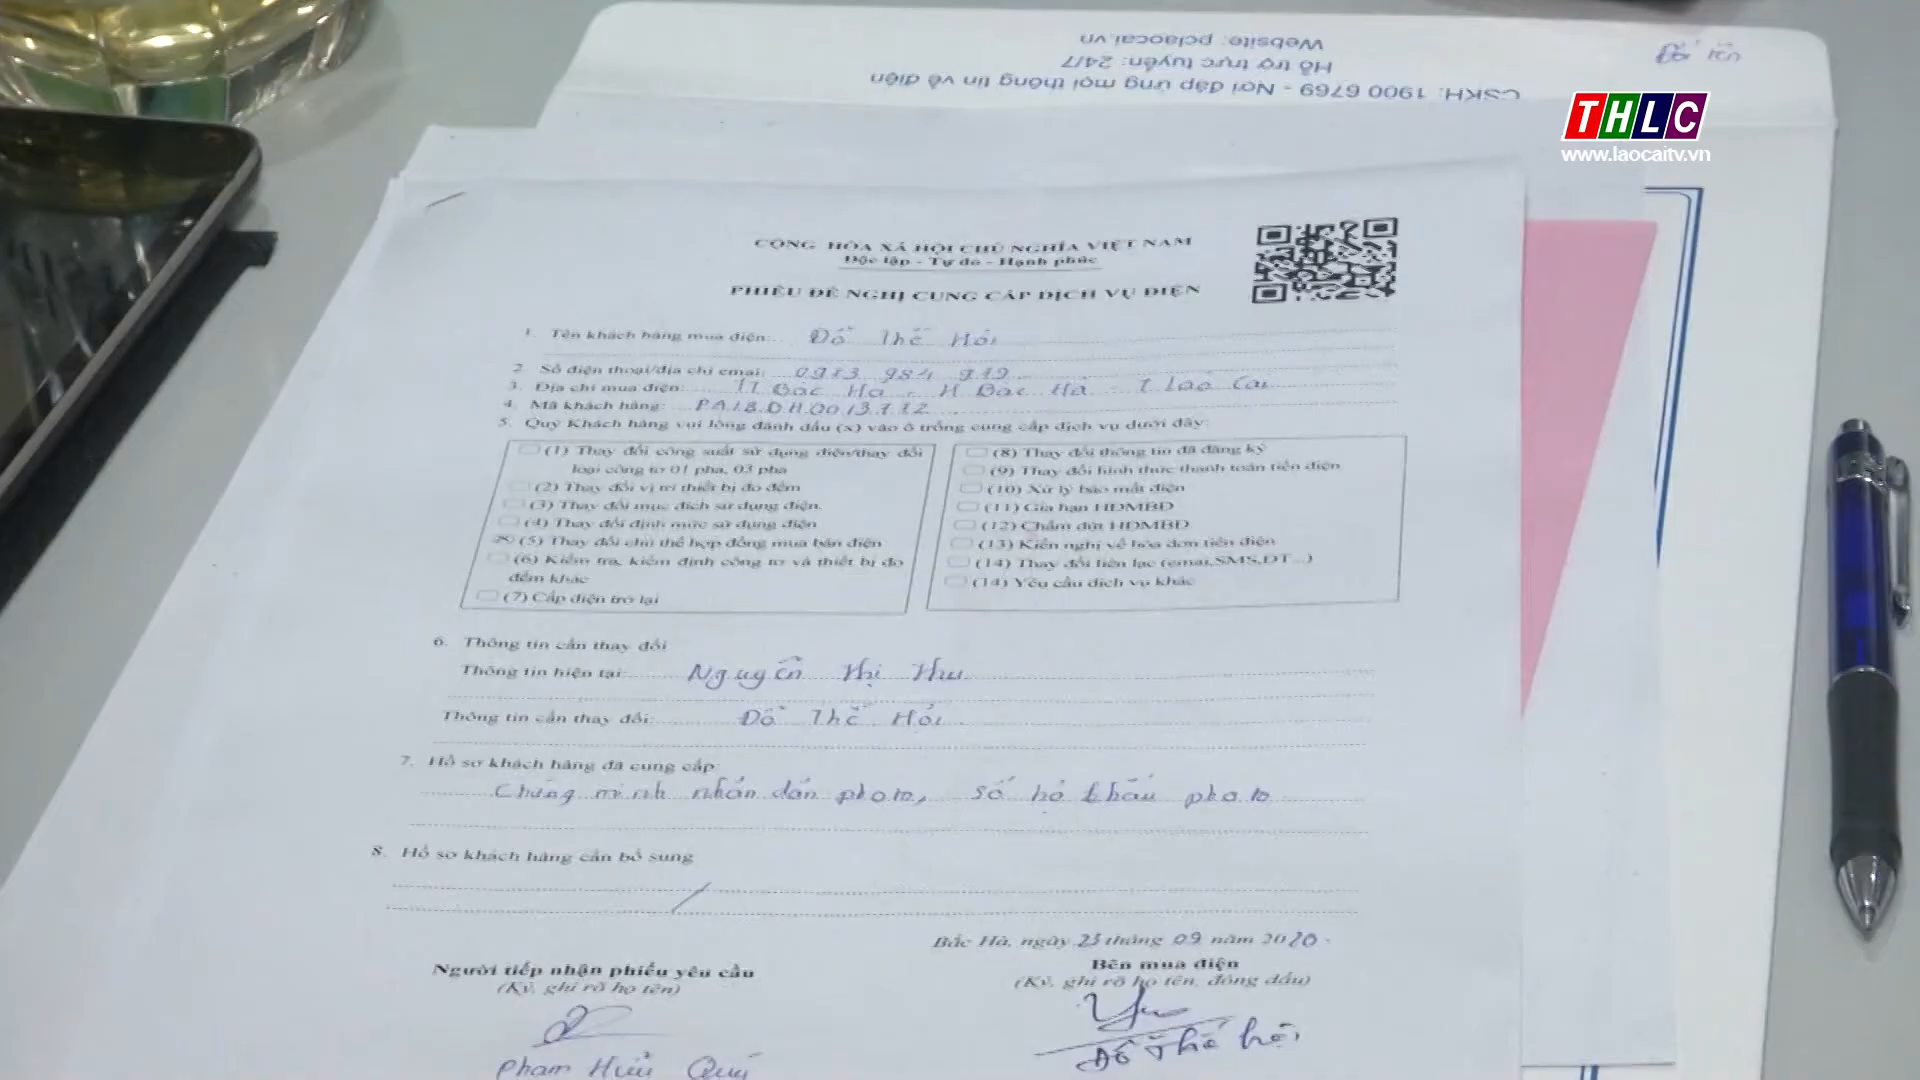 Website: pclaocai.vn
Hỗ trợ trực tuyến: 24/7
CSKH: 1900 6769 - Nơi đáp ứng mọi thông tin về điện
Đổi tên
THLC
www.laocaitv.vn
CỘNG HÒA XÃ HỘI CHỦ NGHĨA VIỆT NAM
Độc lập - Tự do - Hạnh phúc
PHIẾU ĐỀ NGHỊ CUNG CẤP DỊCH VỤ ĐIỆN
1. Tên khách hàng mua điện: Đỗ Thế Hỏi
2. Số điện thoại/địa chỉ emai: 0973 984 979
3. Địa chỉ mua điện: TT Bắc Hà - H Bắc Hà - T Lào Cai
4. Mã khách hàng: PA18DH0013772
5. Quý Khách hàng vui lòng đánh dấu (x) vào ô trống cung cấp dịch vụ dưới đây:
(1) Thay đổi công suất sử dụng điện/thay đổi
loại công tơ 01 pha, 03 pha
(2) Thay đổi vị trí thiết bị đo đếm
(3) Thay đổi mục đích sử dụng điện.
(4) Thay đổi định mức sử dụng điện
(5) Thay đổi chủ thể hợp đồng mua bán điện
(6) Kiểm tra, kiểm định công tơ và thiết bị đo
đếm khác
(7) Cấp điện trở lại
(8) Thay đổi thông tin đã đăng ký
(9) Thay đổi hình thức thanh toán tiền điện
(10) Xử lý báo mất điện
(11) Gia hạn HĐMBĐ
(12) Chấm dứt HĐMBĐ
(13) Kiến nghị về hóa đơn tiền điện
(14) Thay đổi liên lạc (emai,SMS,ĐT...)
(14) Yêu cầu dịch vụ khác
6. Thông tin cần thay đổi
Thông tin hiện tại: Nguyễn Thị Thu
Thông tin cần thay đổi: Đỗ Thế Hỏi
7. Hồ sơ khách hàng đã cung cấp:
Chứng minh nhân dân photo, sổ hộ khẩu photo
8. Hồ sơ khách hàng cần bổ sung
Bắc Hà, ngày 23 tháng 09 năm 2020
Người tiếp nhận phiếu yêu cầu
(Ký, ghi rõ họ tên)
Bên mua điện
(Ký, ghi rõ họ tên, đóng dấu)
Phạm Hữu Quý
Đỗ Thế Hỏi